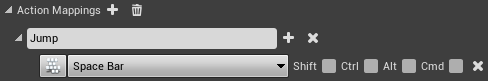 Action Mappings
Jump
Space Bar Shift Ctrl Alt Cmd